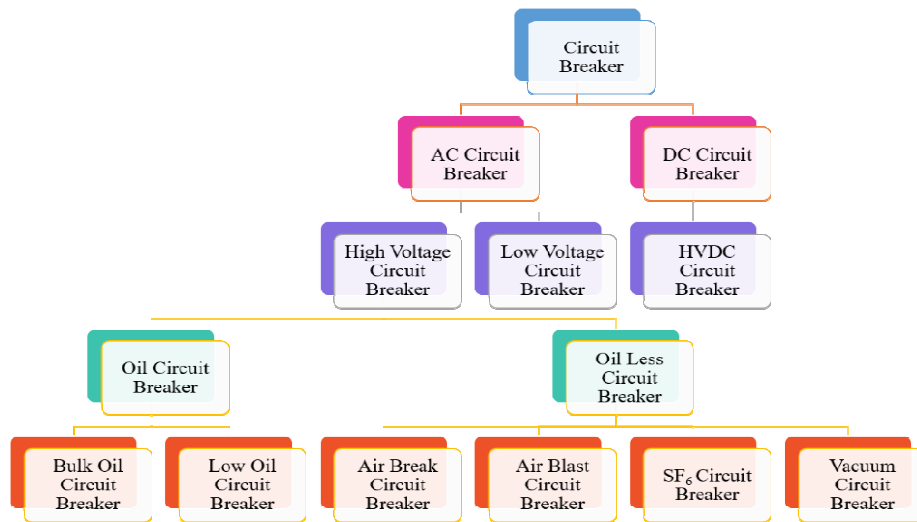 Circuit
Breaker
AC Circuit
Breaker
DC Circuit
Breaker
High Voltage
Circuit
Breaker
Low Voltage
Circuit
Breaker
HVDC
Circuit
Breaker
Oil Circuit
Breaker
Oil Less
Circuit
Breaker
Bulk Oil
Circuit
Breaker
Low Oil
Circuit
Breaker
Air Break
Circuit
Breaker
Air Blast
Circuit
Breaker
SF₆ Circuit
Breaker
Vacuum
Circuit
Breaker